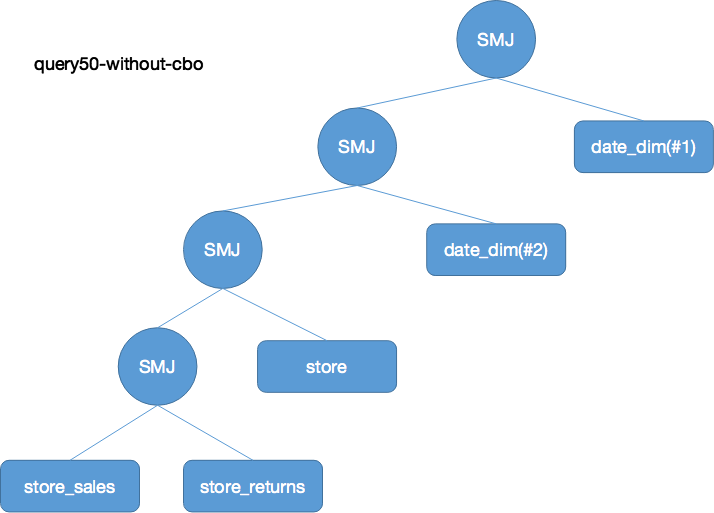 SMJ
query50-without-cbo
SMJ
date_dim(#1)
SMJ
date_dim(#2)
SMJ
store
store_sales
store_returns